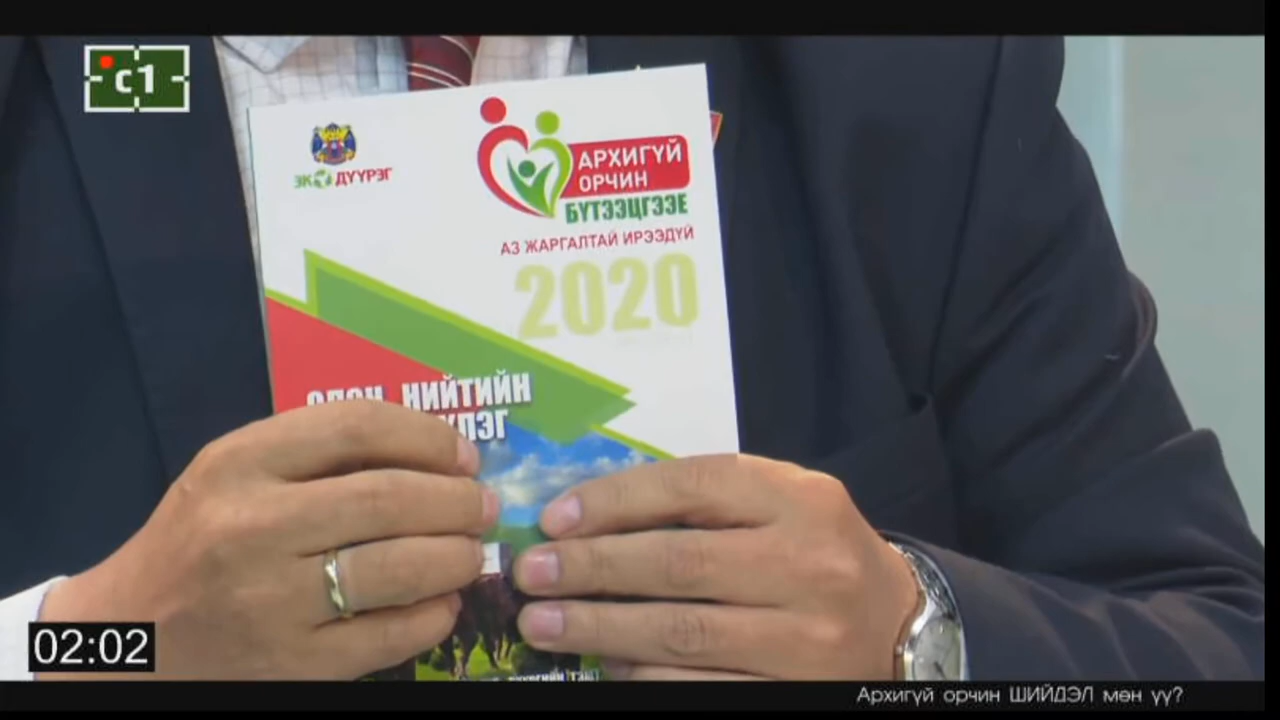 с1
ЭКО ДҮҮРЭГ
АРХИГҮЙ
ОРЧИН
БҮТЭЭЦГЭЭЕ
АЗ ЖАРГАЛТАЙ ИРЭЭДҮЙ
2020
НИЙТИЙН
02:02
Архигүй орчин ШИЙДЭЛ мөн үү?